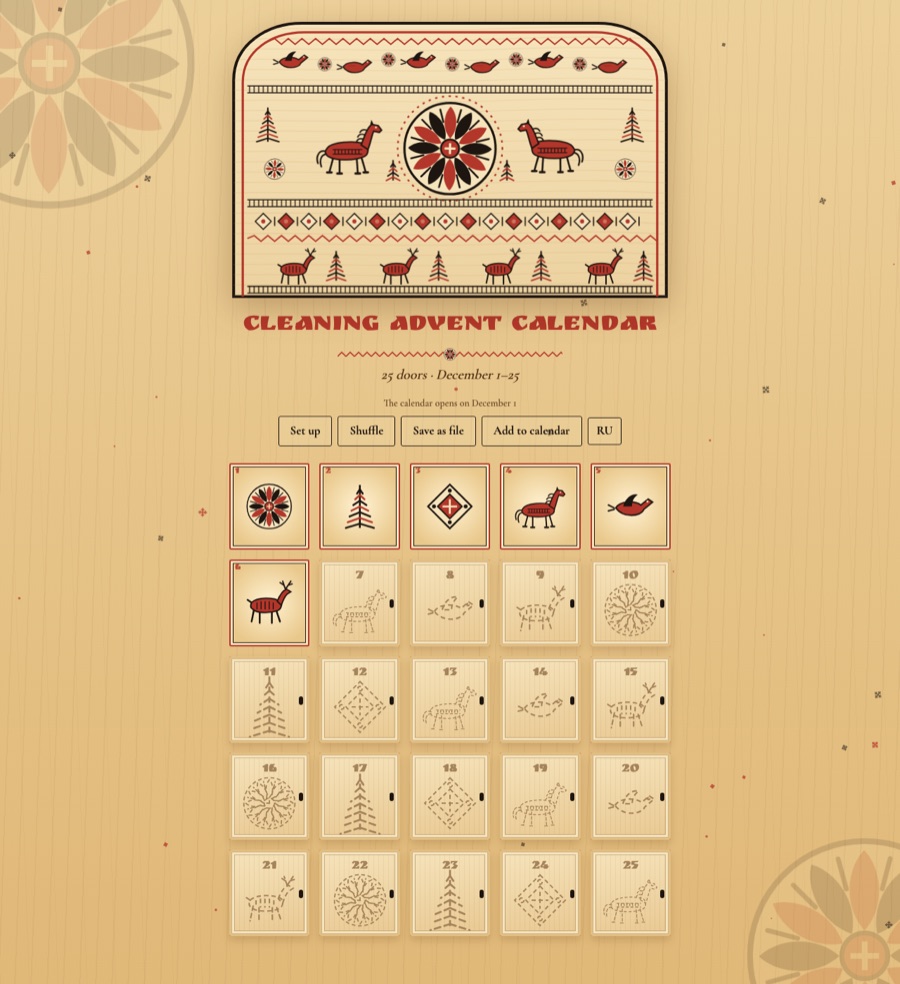 CLEANING ADVENT CALENDAR
25 doors · December 1–25
The calendar opens on December 1
Set up Shuffle Save as file Add to calendar RU
1 2 3 4 5
6 7 8 9 10
11 12 13 14 15
16 17 18 19 20
21 22 23 24 25